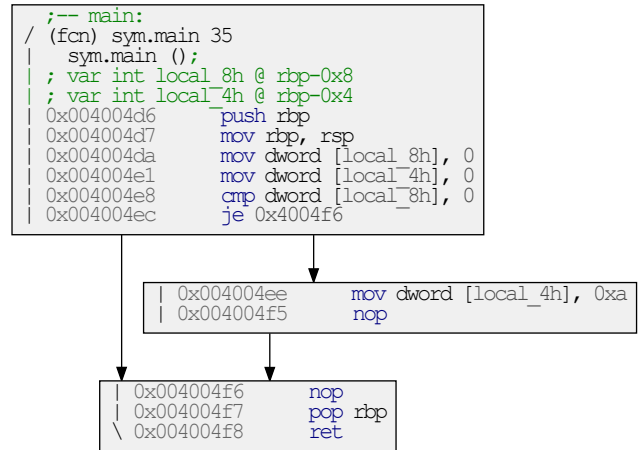 ;-- main:
/ (fcn) sym.main 35
|   sym.main ();
| ; var int local_8h @ rbp-0x8
| ; var int local_4h @ rbp-0x4
| 0x004004d6      push rbp
| 0x004004d7      mov rbp, rsp
| 0x004004da      mov dword [local_8h], 0
| 0x004004e1      mov dword [local_4h], 0
| 0x004004e8      cmp dword [local_8h], 0
| 0x004004ec      je 0x4004f6
| 0x004004ee      mov dword [local_4h], 0xa
| 0x004004f5      nop
| 0x004004f6      nop
| 0x004004f7      pop rbp
\ 0x004004f8      ret